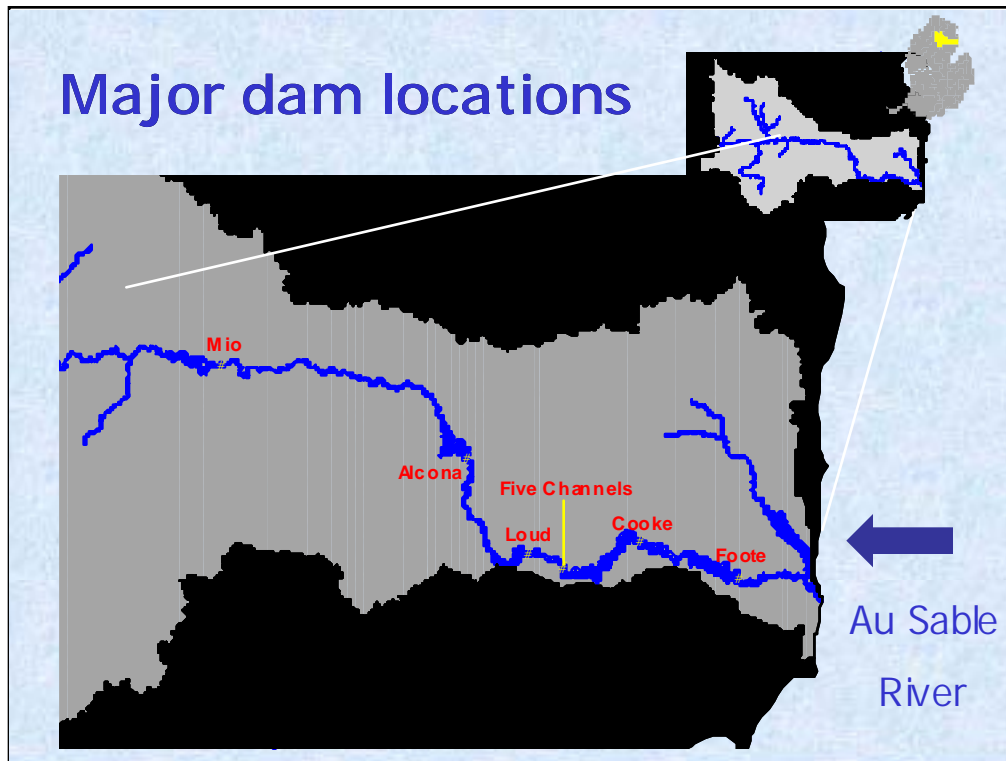 Major dam locations
Mio
Alcona
Five Channels
Loud
Cooke
Foote
Au Sable
River